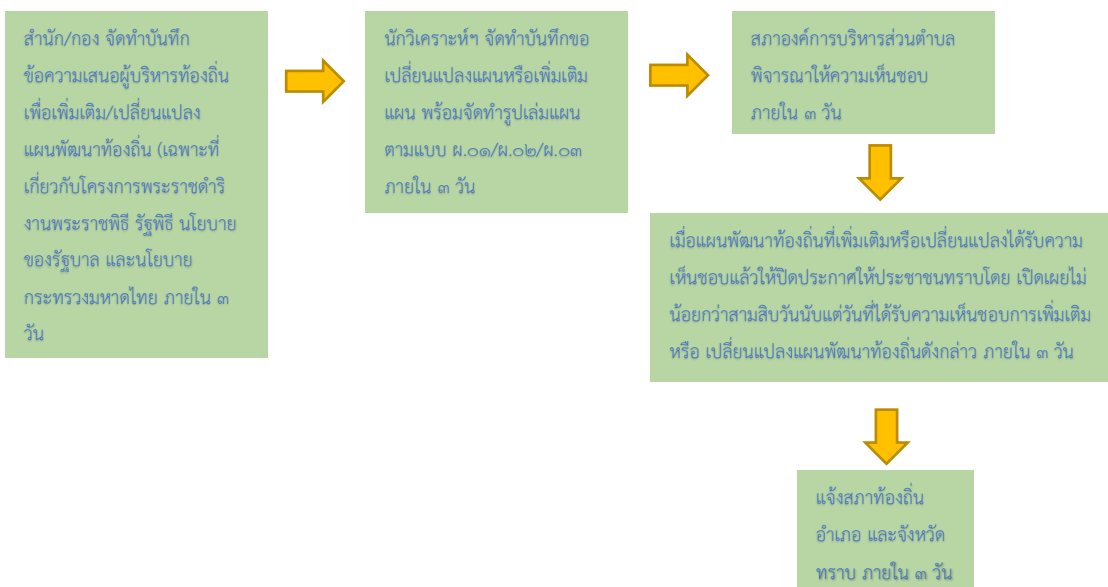 สำนัก/กอง จัดทำบันทึก
ข้อความเสนอผู้บริหารท้องถิ่น
เพื่อเพิ่มเติม/เปลี่ยนแปลง
แผนพัฒนาท้องถิ่น (เฉพาะที่
เกี่ยวกับโครงการพระราชดำริ
งานพระราชพิธี รัฐพิธี นโยบาย
ของรัฐบาล และนโยบาย
กระทรวงมหาดไทย ภายใน ๓
วัน
นักวิเคราะห์ฯ จัดทำบันทึกขอ
เปลี่ยนแปลงแผนหรือเพิ่มเติม
แผน พร้อมจัดทำรูปเล่มแผน
ตามแบบ ผ.๐๑/ผ.๐๒/ผ.๐๓
ภายใน ๓ วัน
สภาองค์การบริหารส่วนตำบล
พิจารณาให้ความเห็นชอบ
ภายใน ๓ วัน
เมื่อแผนพัฒนาท้องถิ่นที่เพิ่มเติมหรือเปลี่ยนแปลงได้รับความ
เห็นชอบแล้วให้ปิดประกาศให้ประชาชนทราบโดย เปิดเผยไม่
น้อยกว่าสามสิบวันนับแต่วันที่ได้รับความเห็นชอบการเพิ่มเติม
หรือ เปลี่ยนแปลงแผนพัฒนาท้องถิ่นดังกล่าว ภายใน ๓ วัน
แจ้งสภาท้องถิ่น
อำเภอ และจังหวัด
ทราบ ภายใน ๓ วัน